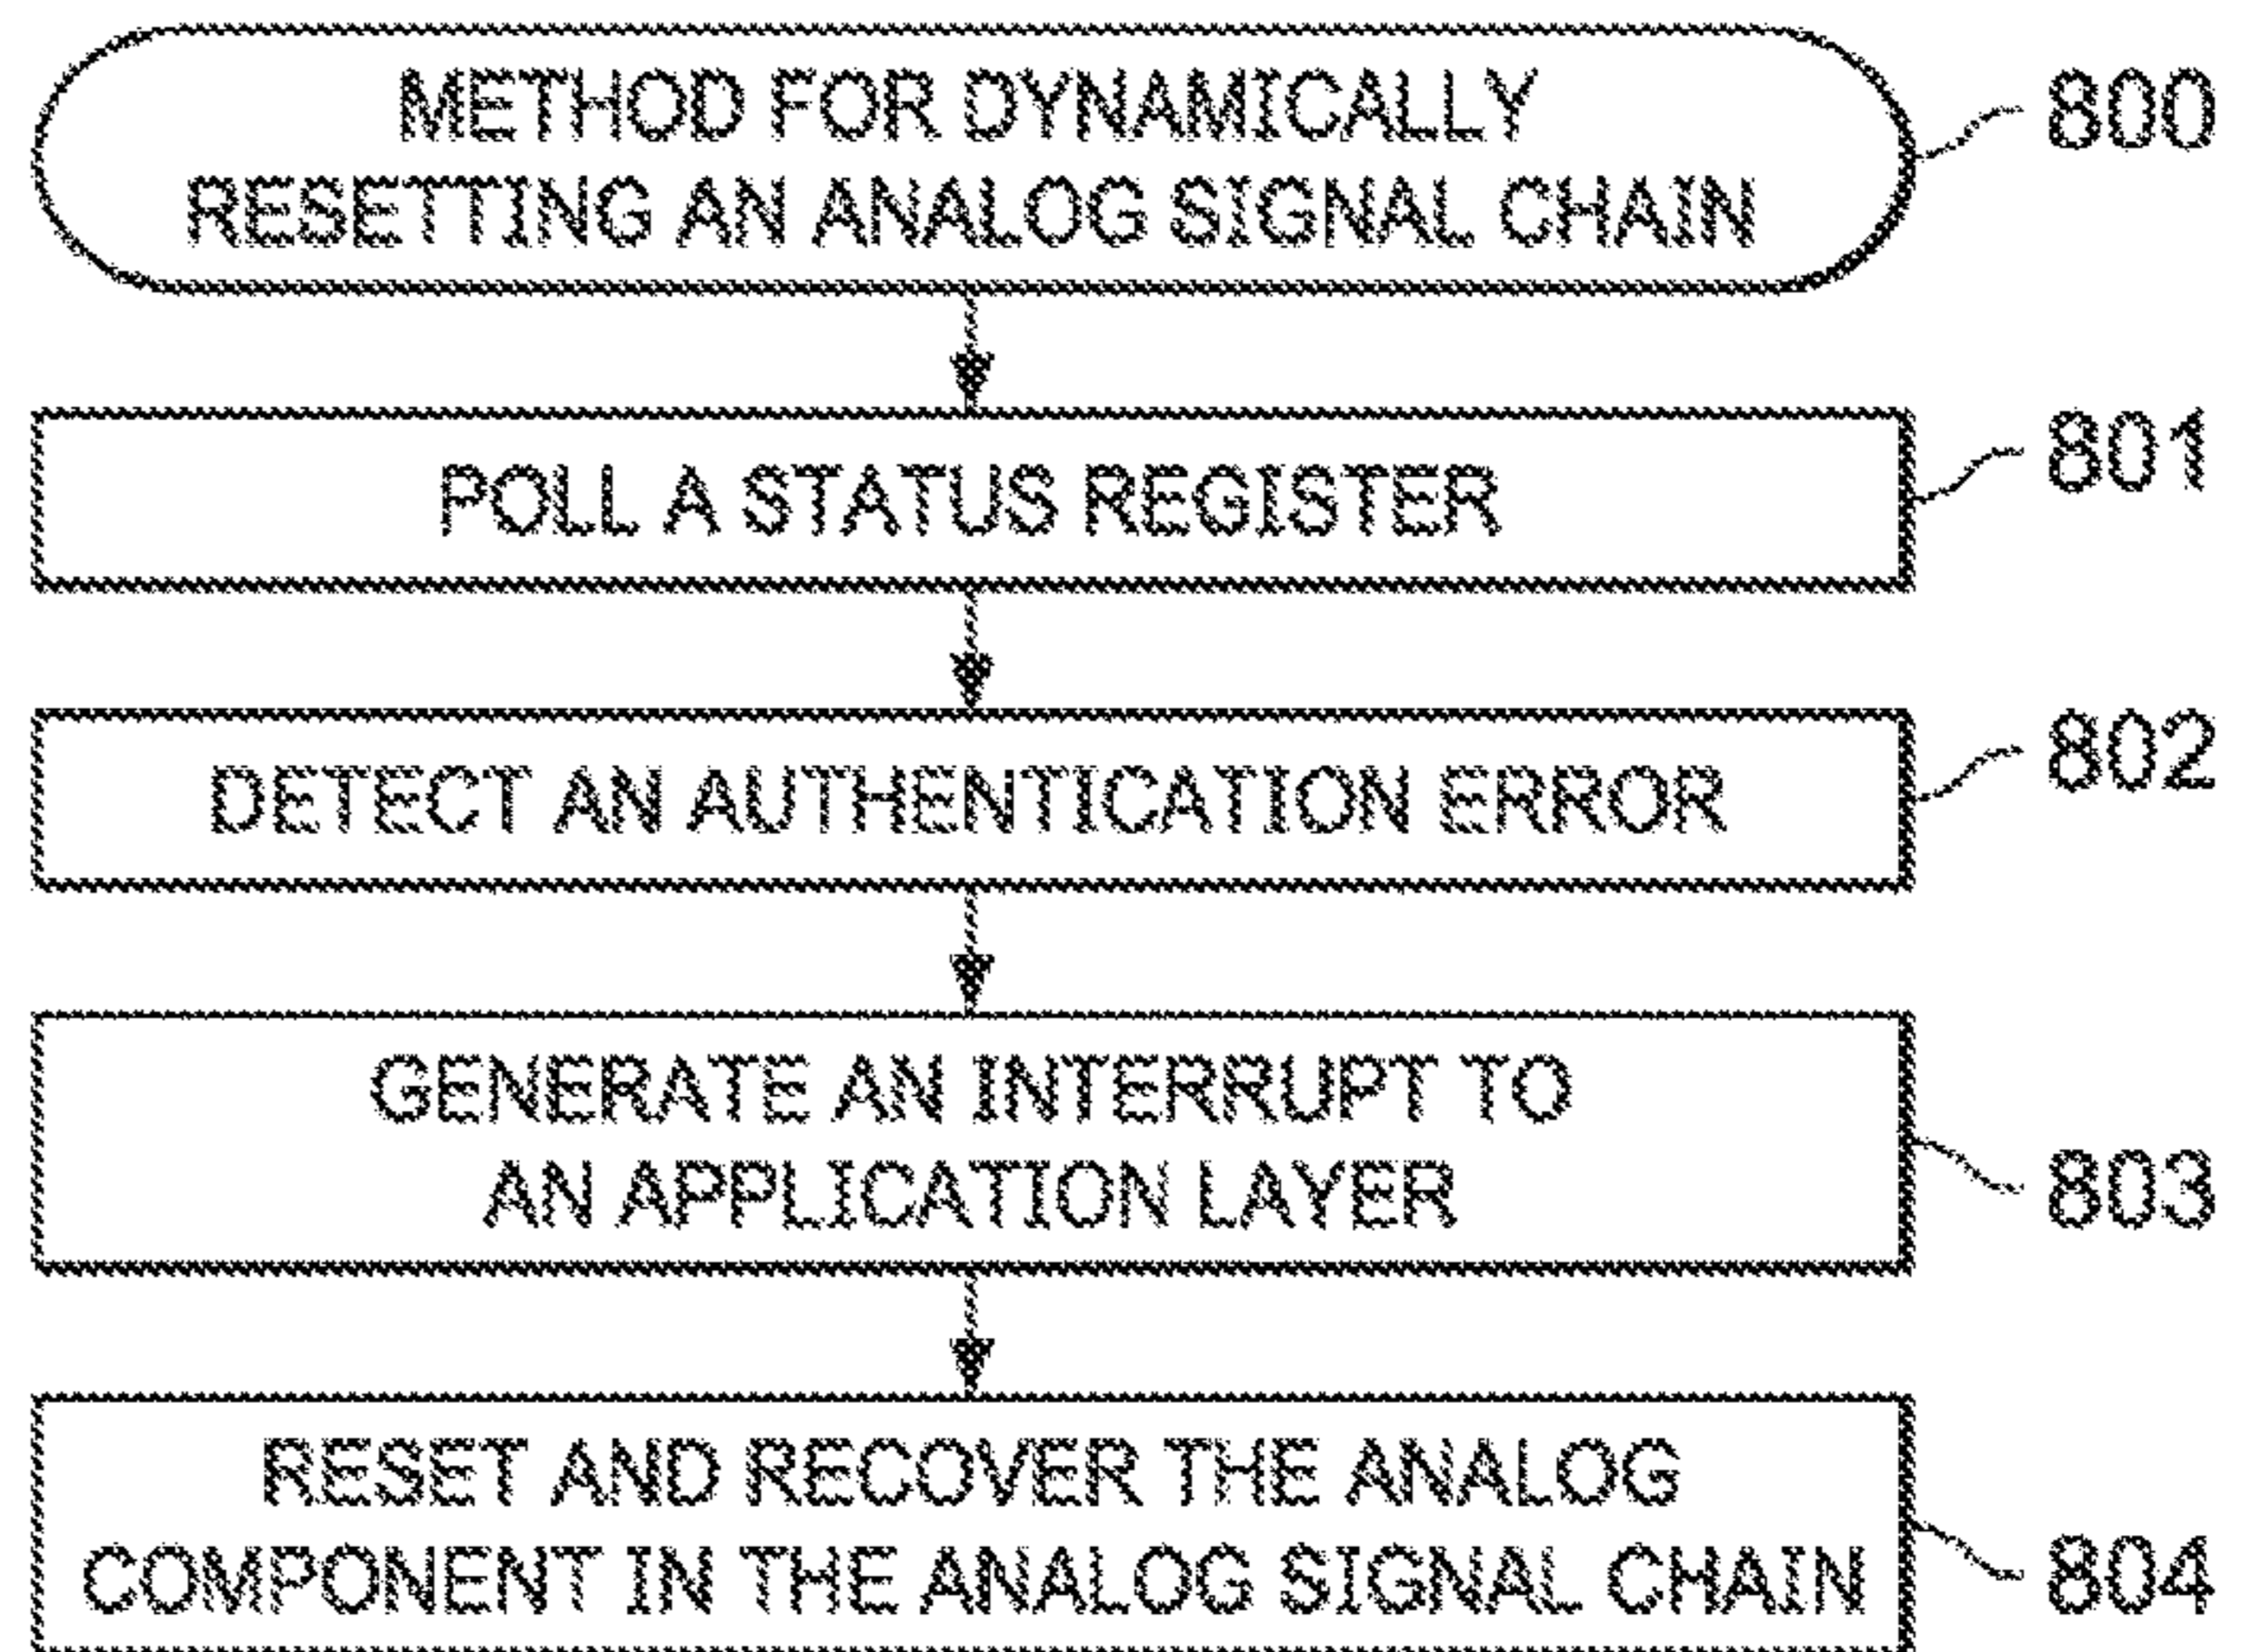 METHOD FOR DYNAMICALLY
RESETTING AN ANALOG SIGNAL CHAIN
800
POLL A STATUS REGISTER
801
DETECT AN AUTHENTICATION ERROR
802
GENERATE AN INTERRUPT TO
AN APPLICATION LAYER
803
RESET AND RECOVER THE ANALOG
COMPONENT IN THE ANALOG SIGNAL CHAIN
804